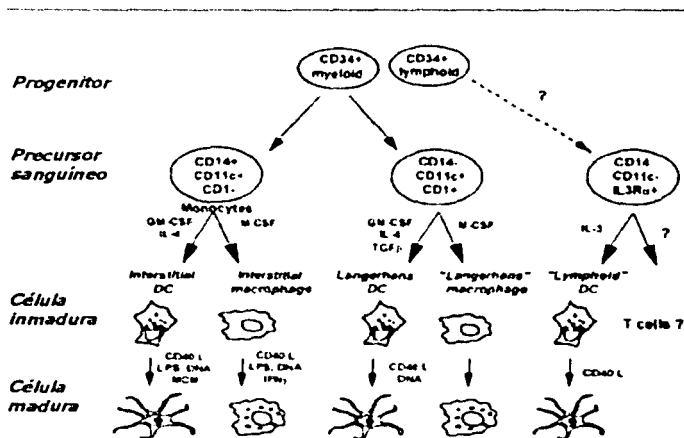 CD34+
myeloid
CD34+
lymphoid
Progenitor
?
Precursor
sanguíneo
CD14+
CD11c+
CD1-
Monocytes
CD14-
CD11c+
CD1+
CD14
CD11c-
IL3Rα+
GM-CSF
IL-4
M-CSF
GM-CSF
IL-4
TGFβ
M-CSF
IL-3
?
Interstitial
DC
Interstitial
macrophage
Langerhans
DC
"Langerhans"
macrophage
"Lymphoid"
DC
Célula
inmadura
T cells ?
CD40 L
LPS, DNA
MCM
CD40 L
LPS, DNA
IFNγ
CD40 L
DNA
CD40 L
Célula
madura